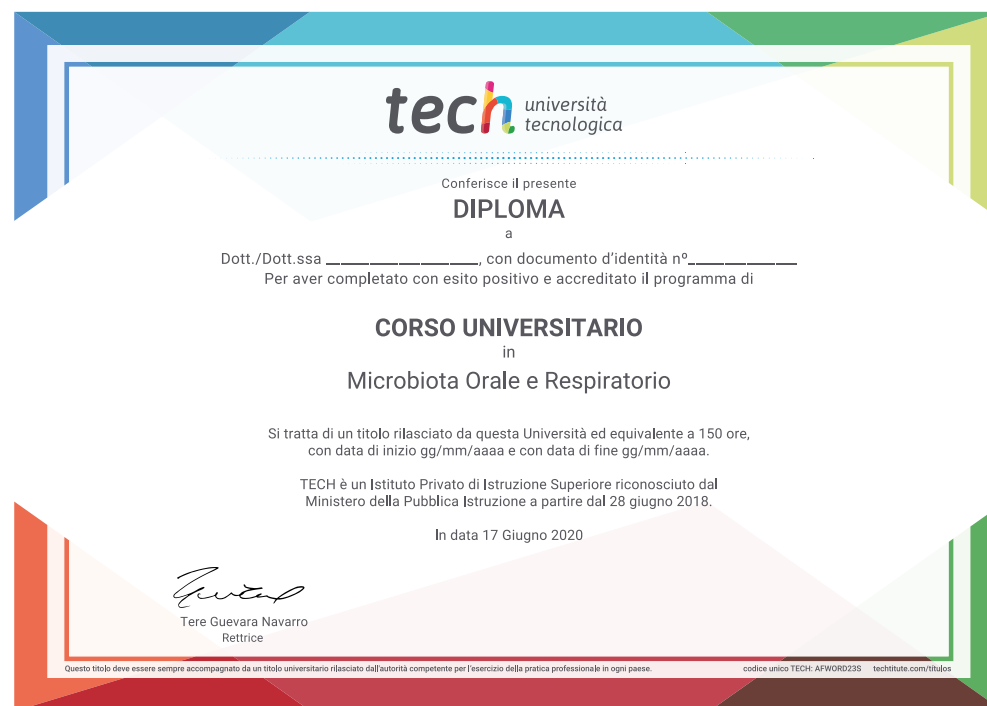 tech università
tecnologica
Conferisce il presente
DIPLOMA
a
Dott./Dott.ssa ____________________, con documento d'identità nº______________
Per aver completato con esito positivo e accreditato il programma di
CORSO UNIVERSITARIO
in
Microbiota Orale e Respiratorio
Si tratta di un titolo rilasciato da questa Università ed equivalente a 150 ore,
con data di inizio gg/mm/aaaa e con data di fine gg/mm/aaaa.
TECH è un Istituto Privato di Istruzione Superiore riconosciuto dal
Ministero della Pubblica Istruzione a partire dal 28 giugno 2018.
In data 17 Giugno 2020
Tere Guevara Navarro
Rettrice
Questo titolo deve essere sempre accompagnato da un titolo universitario rilasciato dall'autorità competente per l'esercizio della pratica professionale in ogni paese. codice unico TECH: AFWORD23S techtitute.com/titulos